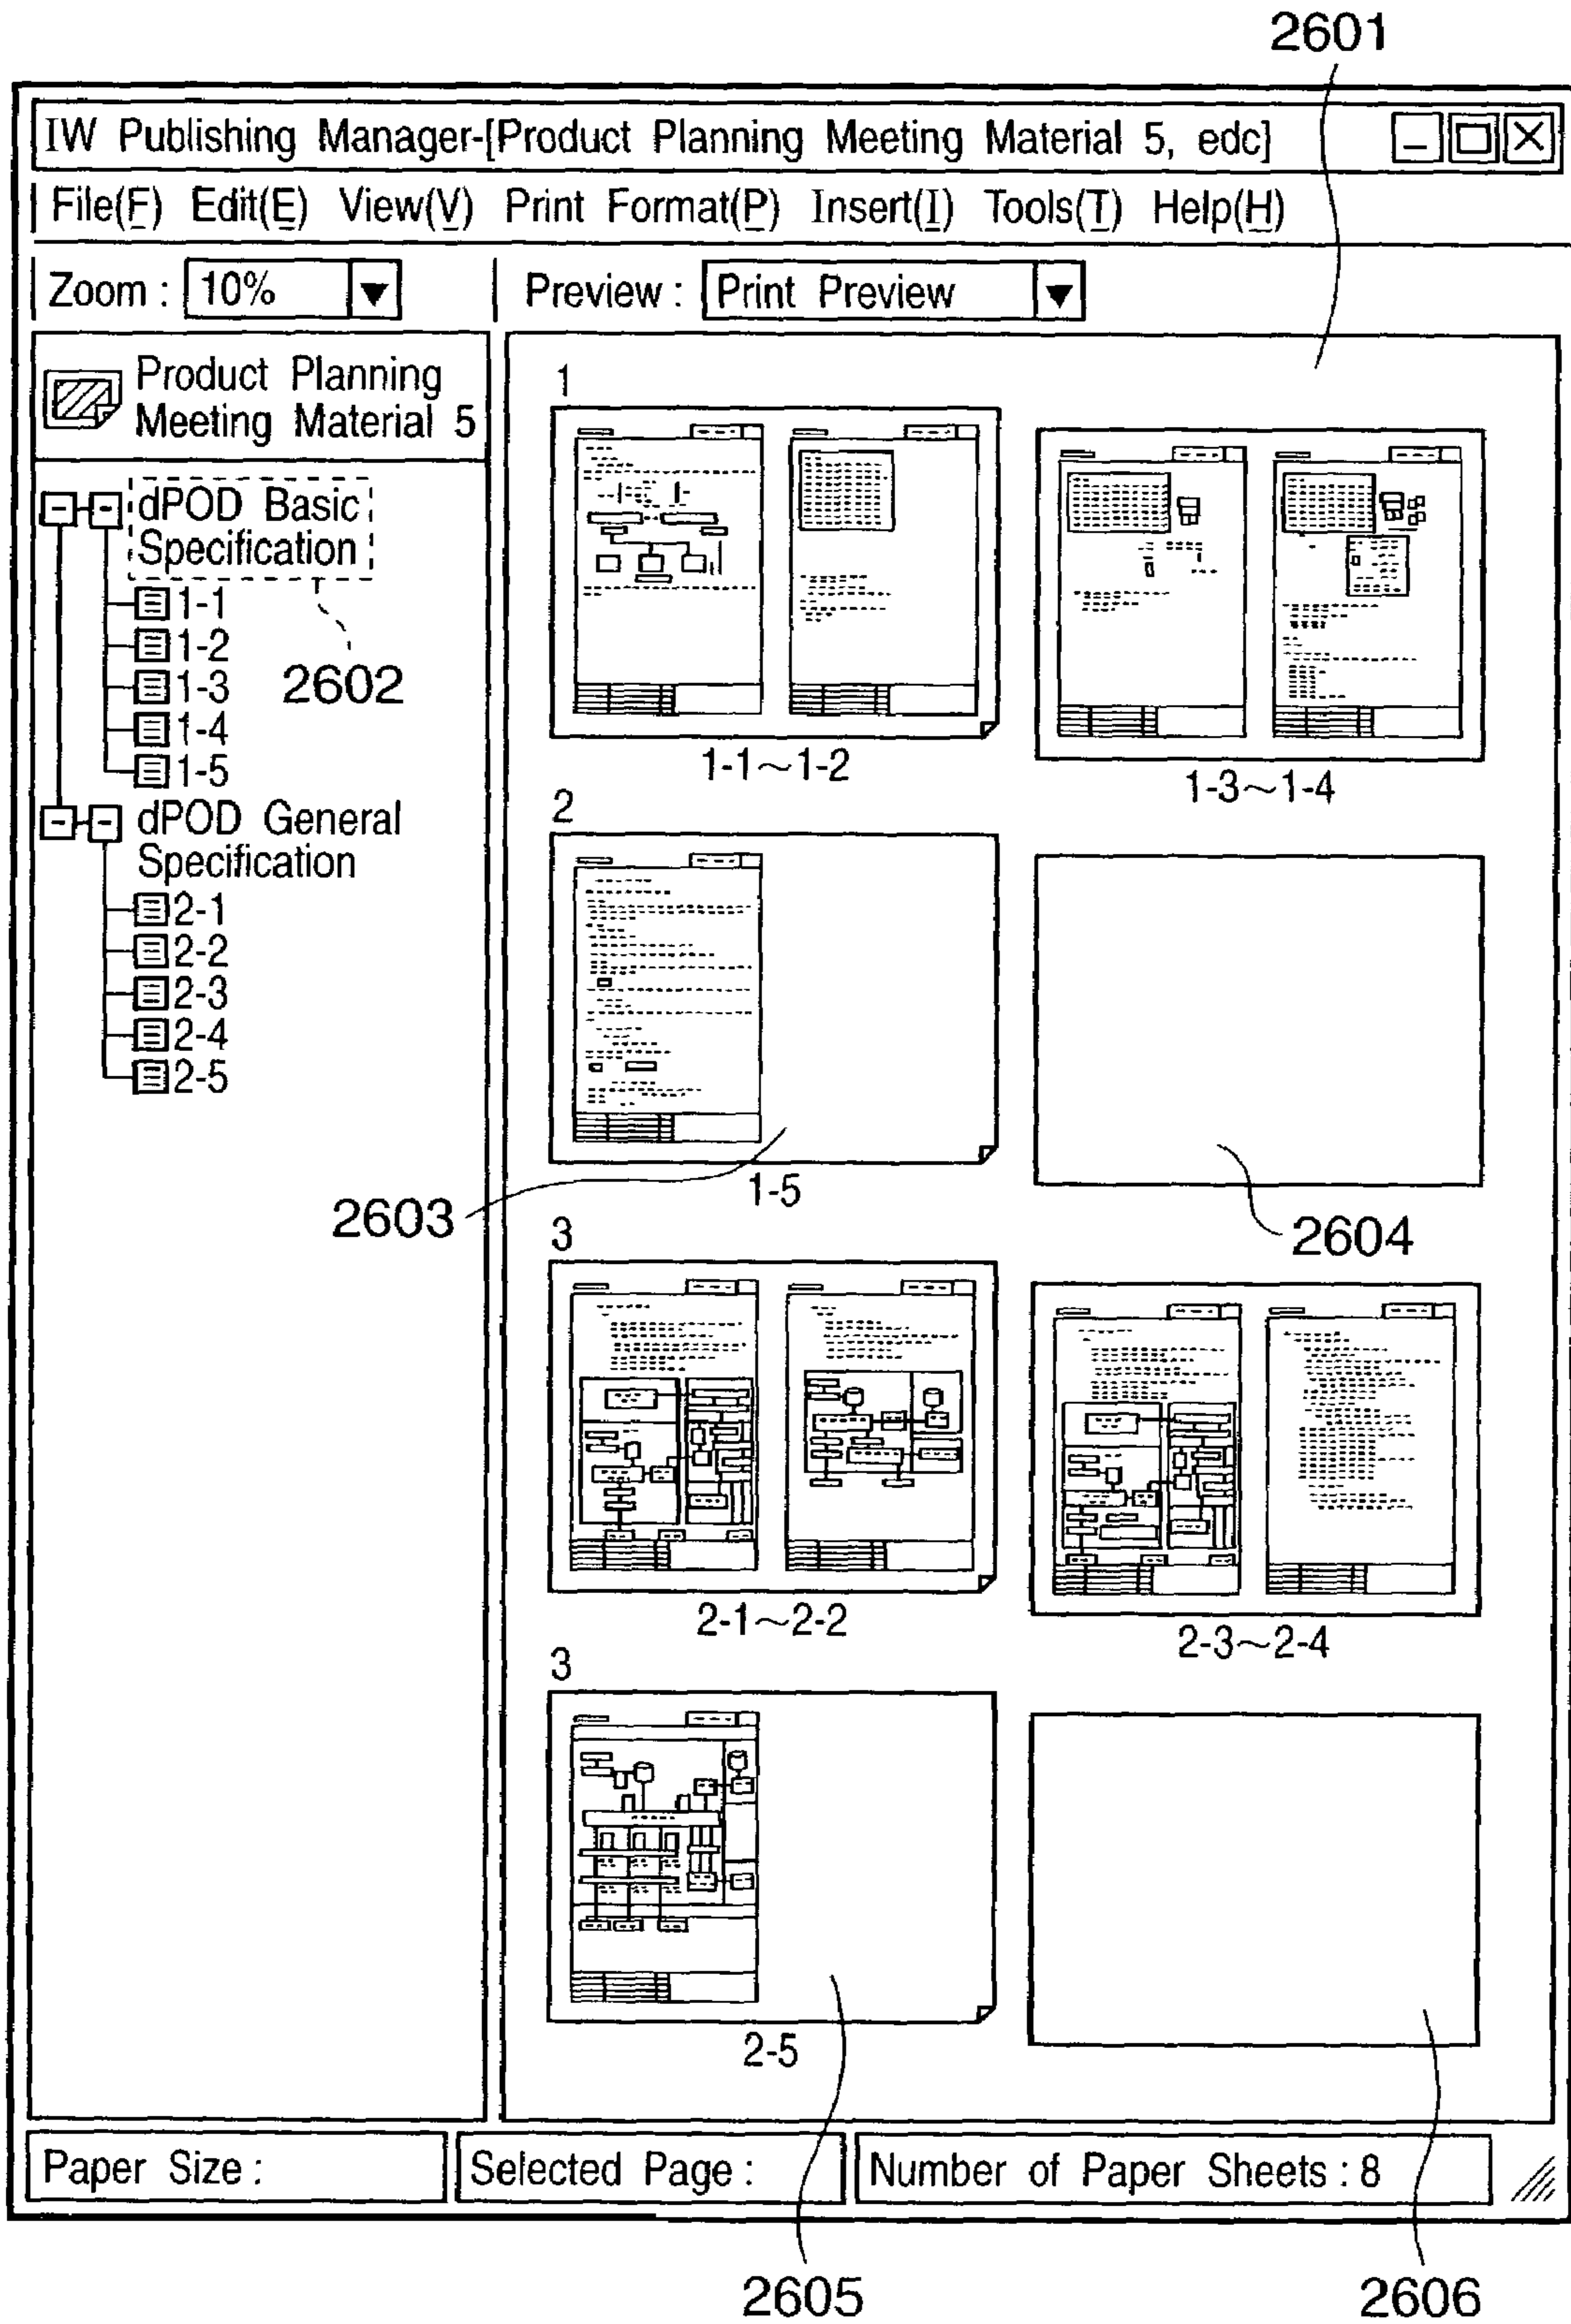 2601
IW Publishing Manager-[Product Planning Meeting Material 5, edc]
File(F) Edit(E) View(V) Print Format(P) Insert(I) Tools(T) Help(H)
Zoom : 10% Preview : Print Preview
Product Planning
Meeting Material 5
dPOD Basic
Specification
1-1
1-2
1-3
1-4
1-5
2602
dPOD General
Specification
2-1
2-2
2-3
2-4
2-5
1
1-1~1-2
1-3~1-4
2
1-5
2603
2604
3
2-1~2-2
2-3~2-4
3
2-5
Paper Size :
Selected Page :
Number of Paper Sheets : 8
2605
2606